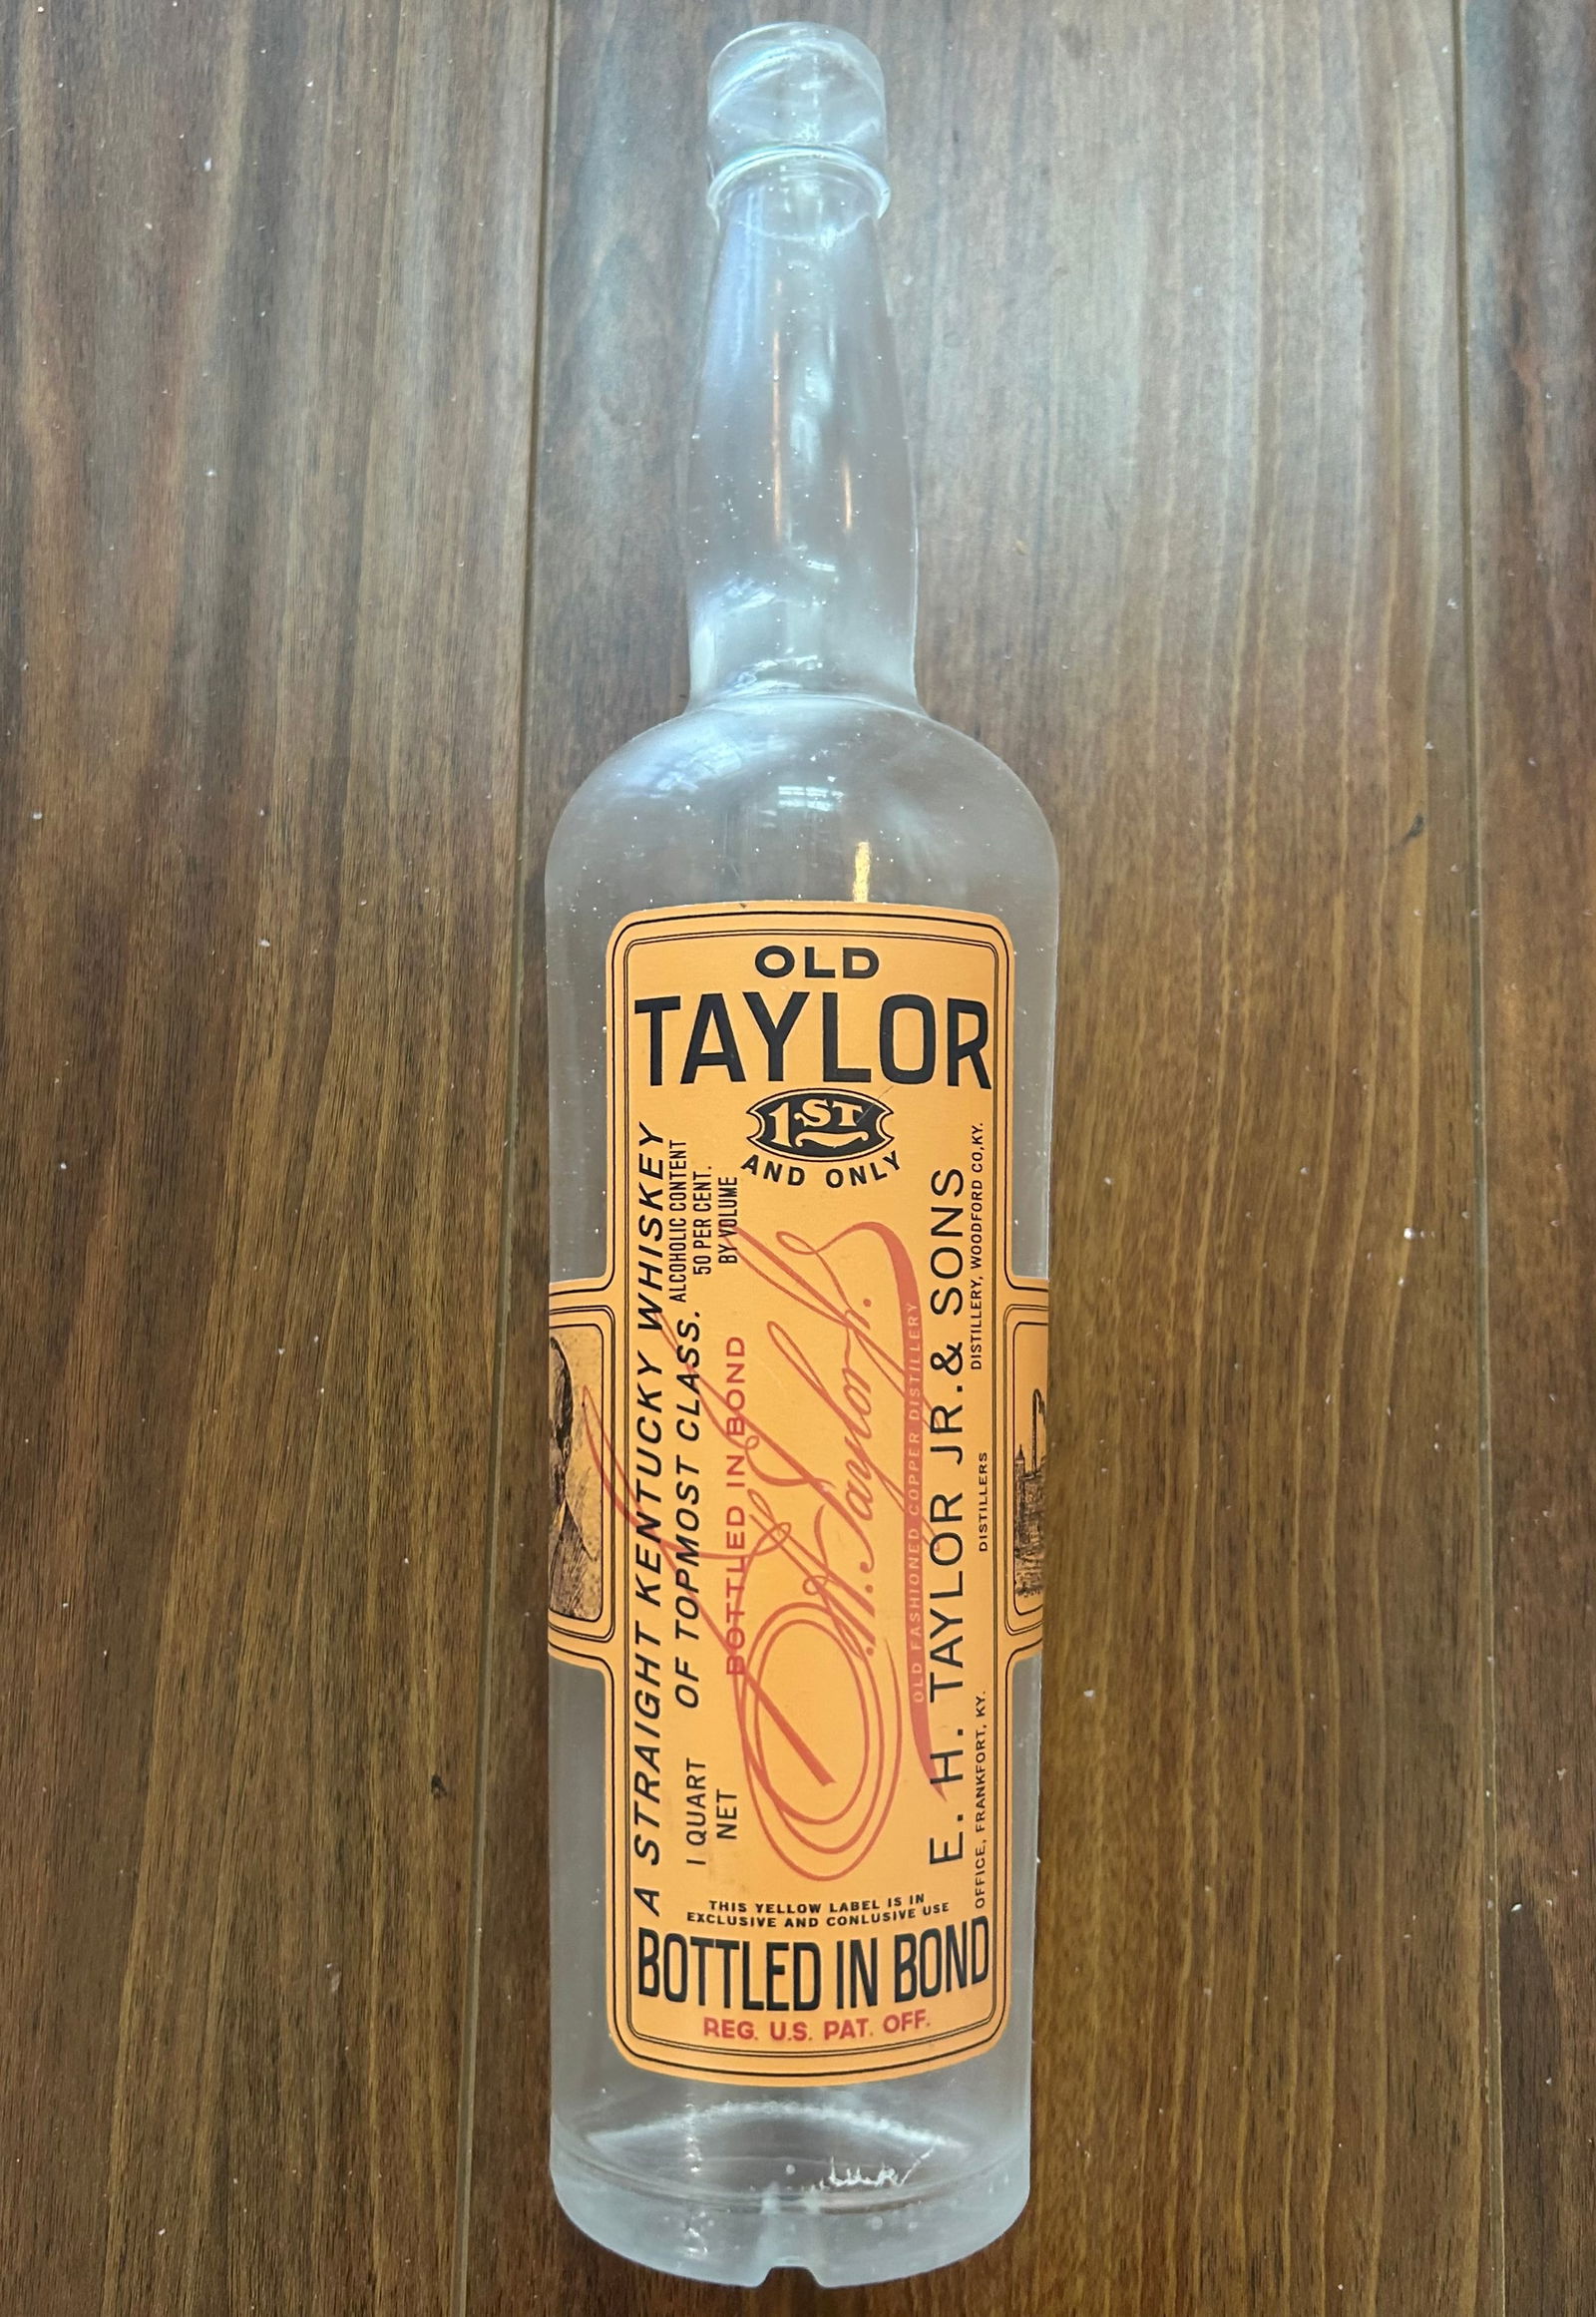 OLD
TAYLOR
1ST
AND ONLY
A STRAIGHT KENTUCKY WHISKEY
OF TOPMOST CLASS.
ALCOHOLIC CONTENT
50 PER CENT.
BY VOLUME
1 QUART
NET
BOTTLED IN BOND
E.H. Taylor Jr.
OLD FASHIONED COPPER DISTILLERY
E. H. TAYLOR JR. & SONS
OFFICE, FRANKFORT, KY.
DISTILLERS
DISTILLERY, WOODFORD CO,KY.
THIS YELLOW LABEL IS IN
EXCLUSIVE AND CONLUSIVE USE
BOTTLED IN BOND
REG. U.S. PAT. OFF.